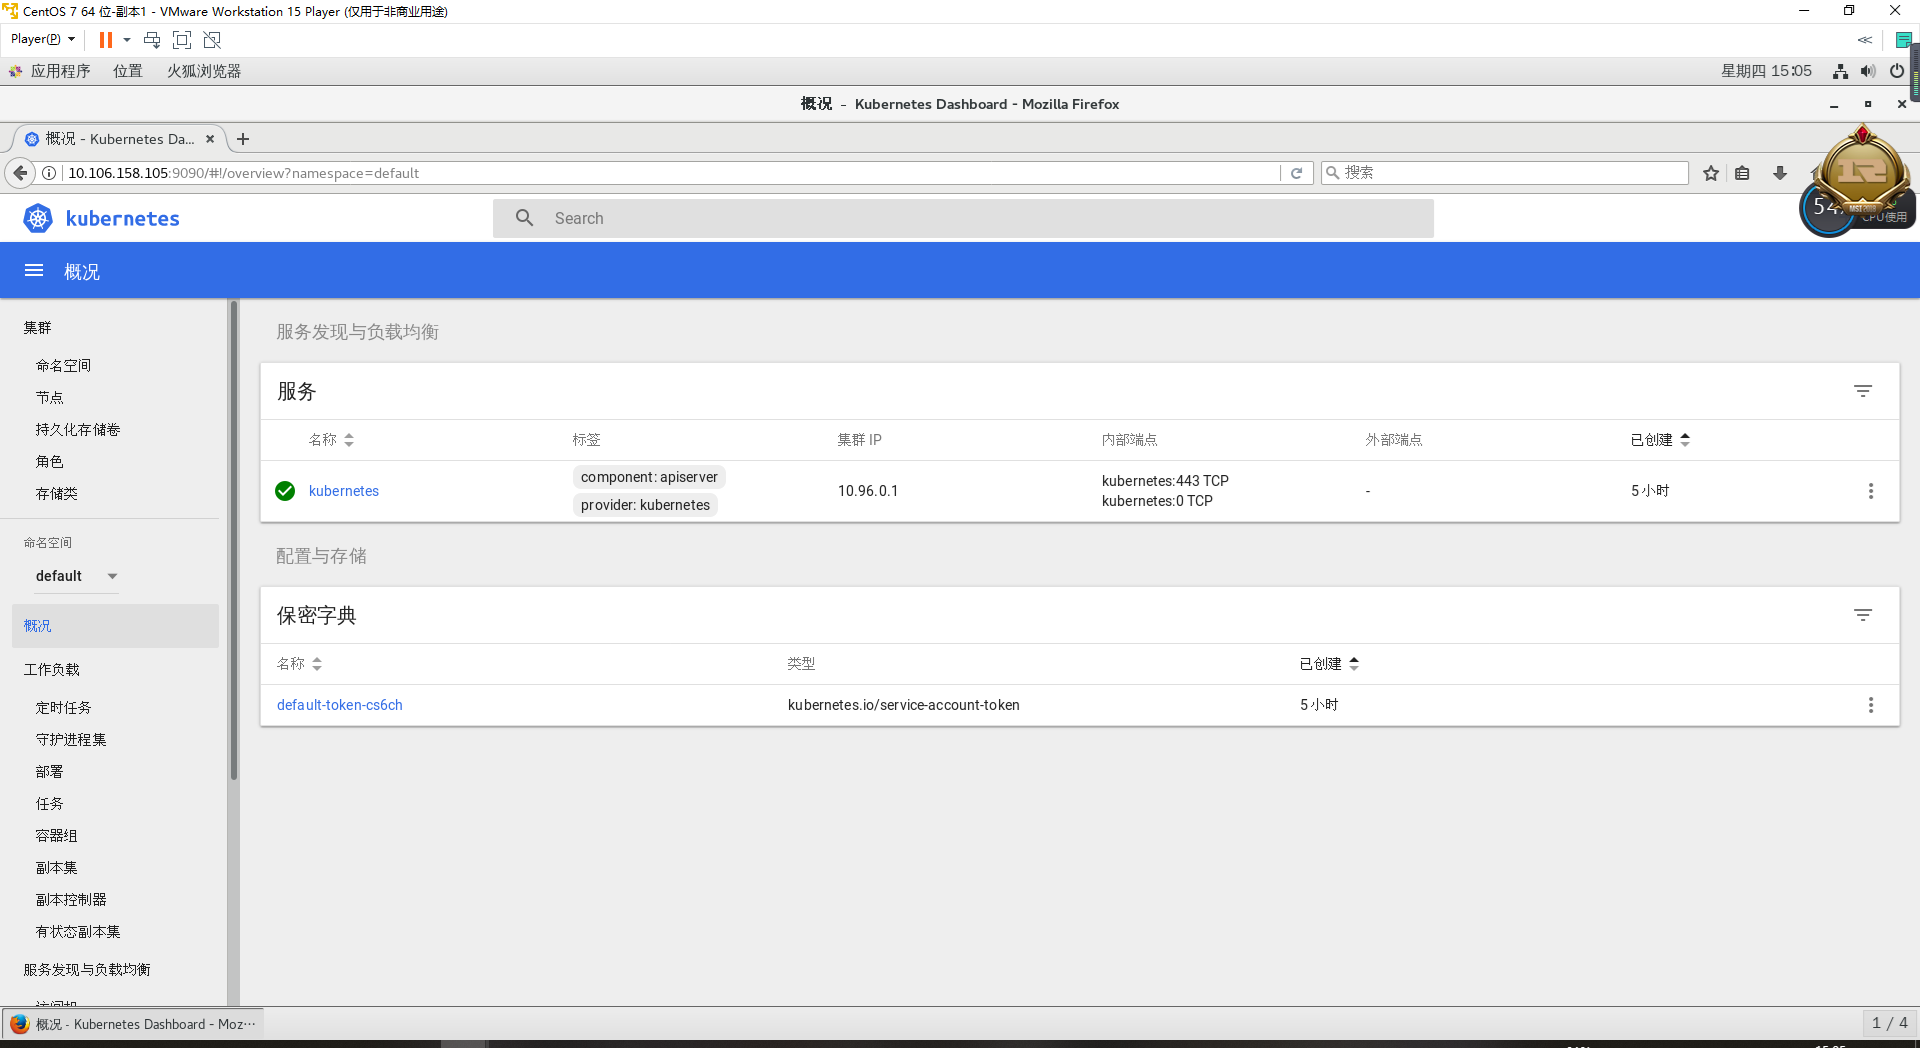 CentOS 7 64 位-副本1 - VMware Workstation 15 Player (仅用于非商业用途)
Player(P)
应用程序 位置 火狐浏览器 星期四 15:05
概况 - Kubernetes Dashboard - Mozilla Firefox
概况 - Kubernetes Da...
10.106.158.105:9090/#!/overview?namespace=default 搜索
kubernetes Search
CPU使用
MSI 2018
概况
集群
命名空间
节点
持久化存储卷
角色
存储类
命名空间
default
概况
工作负载
定时任务
守护进程集
部署
任务
容器组
副本集
副本控制器
有状态副本集
服务发现与负载均衡
服务发现与负载均衡
服务
名称 标签 集群 IP 内部端点 外部端点 已创建
kubernetes component: apiserver provider: kubernetes 10.96.0.1 kubernetes:443 TCP kubernetes:0 TCP - 5 小时
配置与存储
保密字典
名称 类型 已创建
default-token-cs6ch kubernetes.io/service-account-token 5 小时
概况 - Kubernetes Dashboard - Moz··· 1 / 4